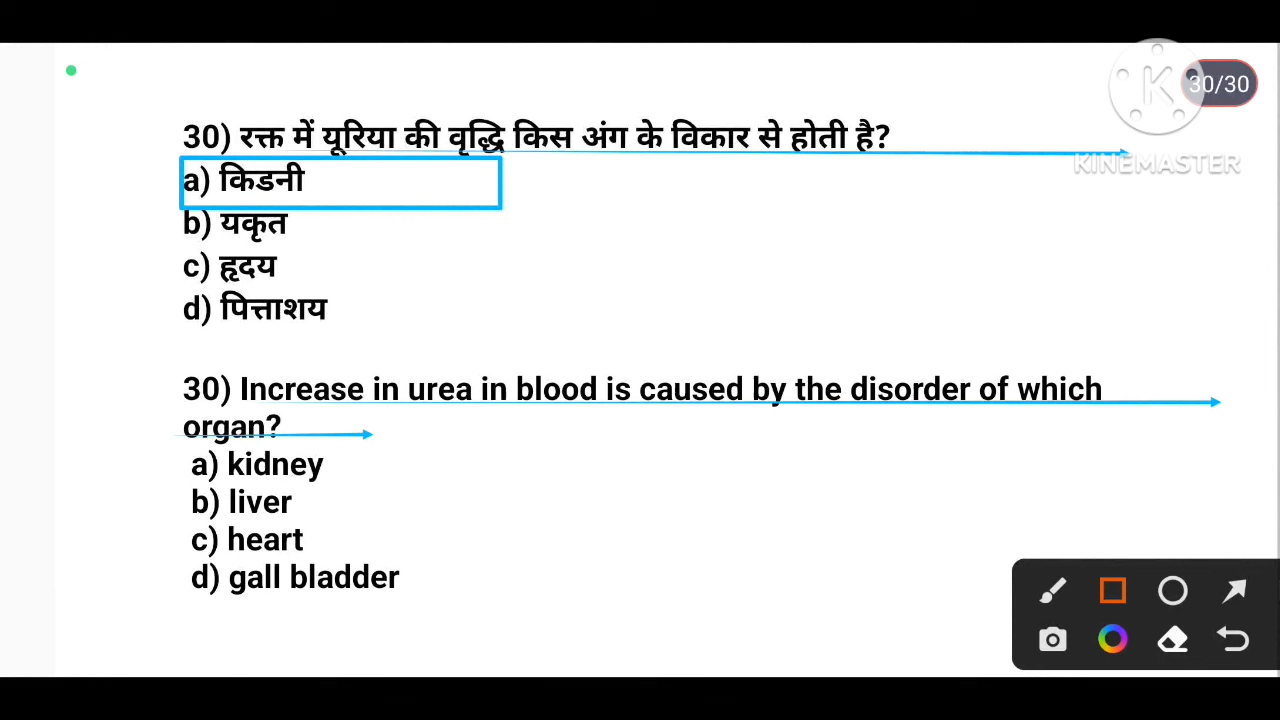 30/30
KINEMASTER
30) रक्त में यूरिया की वृद्धि किस अंग के विकार से होती है?
a) किडनी
b) यकृत
c) हृदय
d) पित्ताशय
30) Increase in urea in blood is caused by the disorder of which
organ?
a) kidney
b) liver
c) heart
d) gall bladder